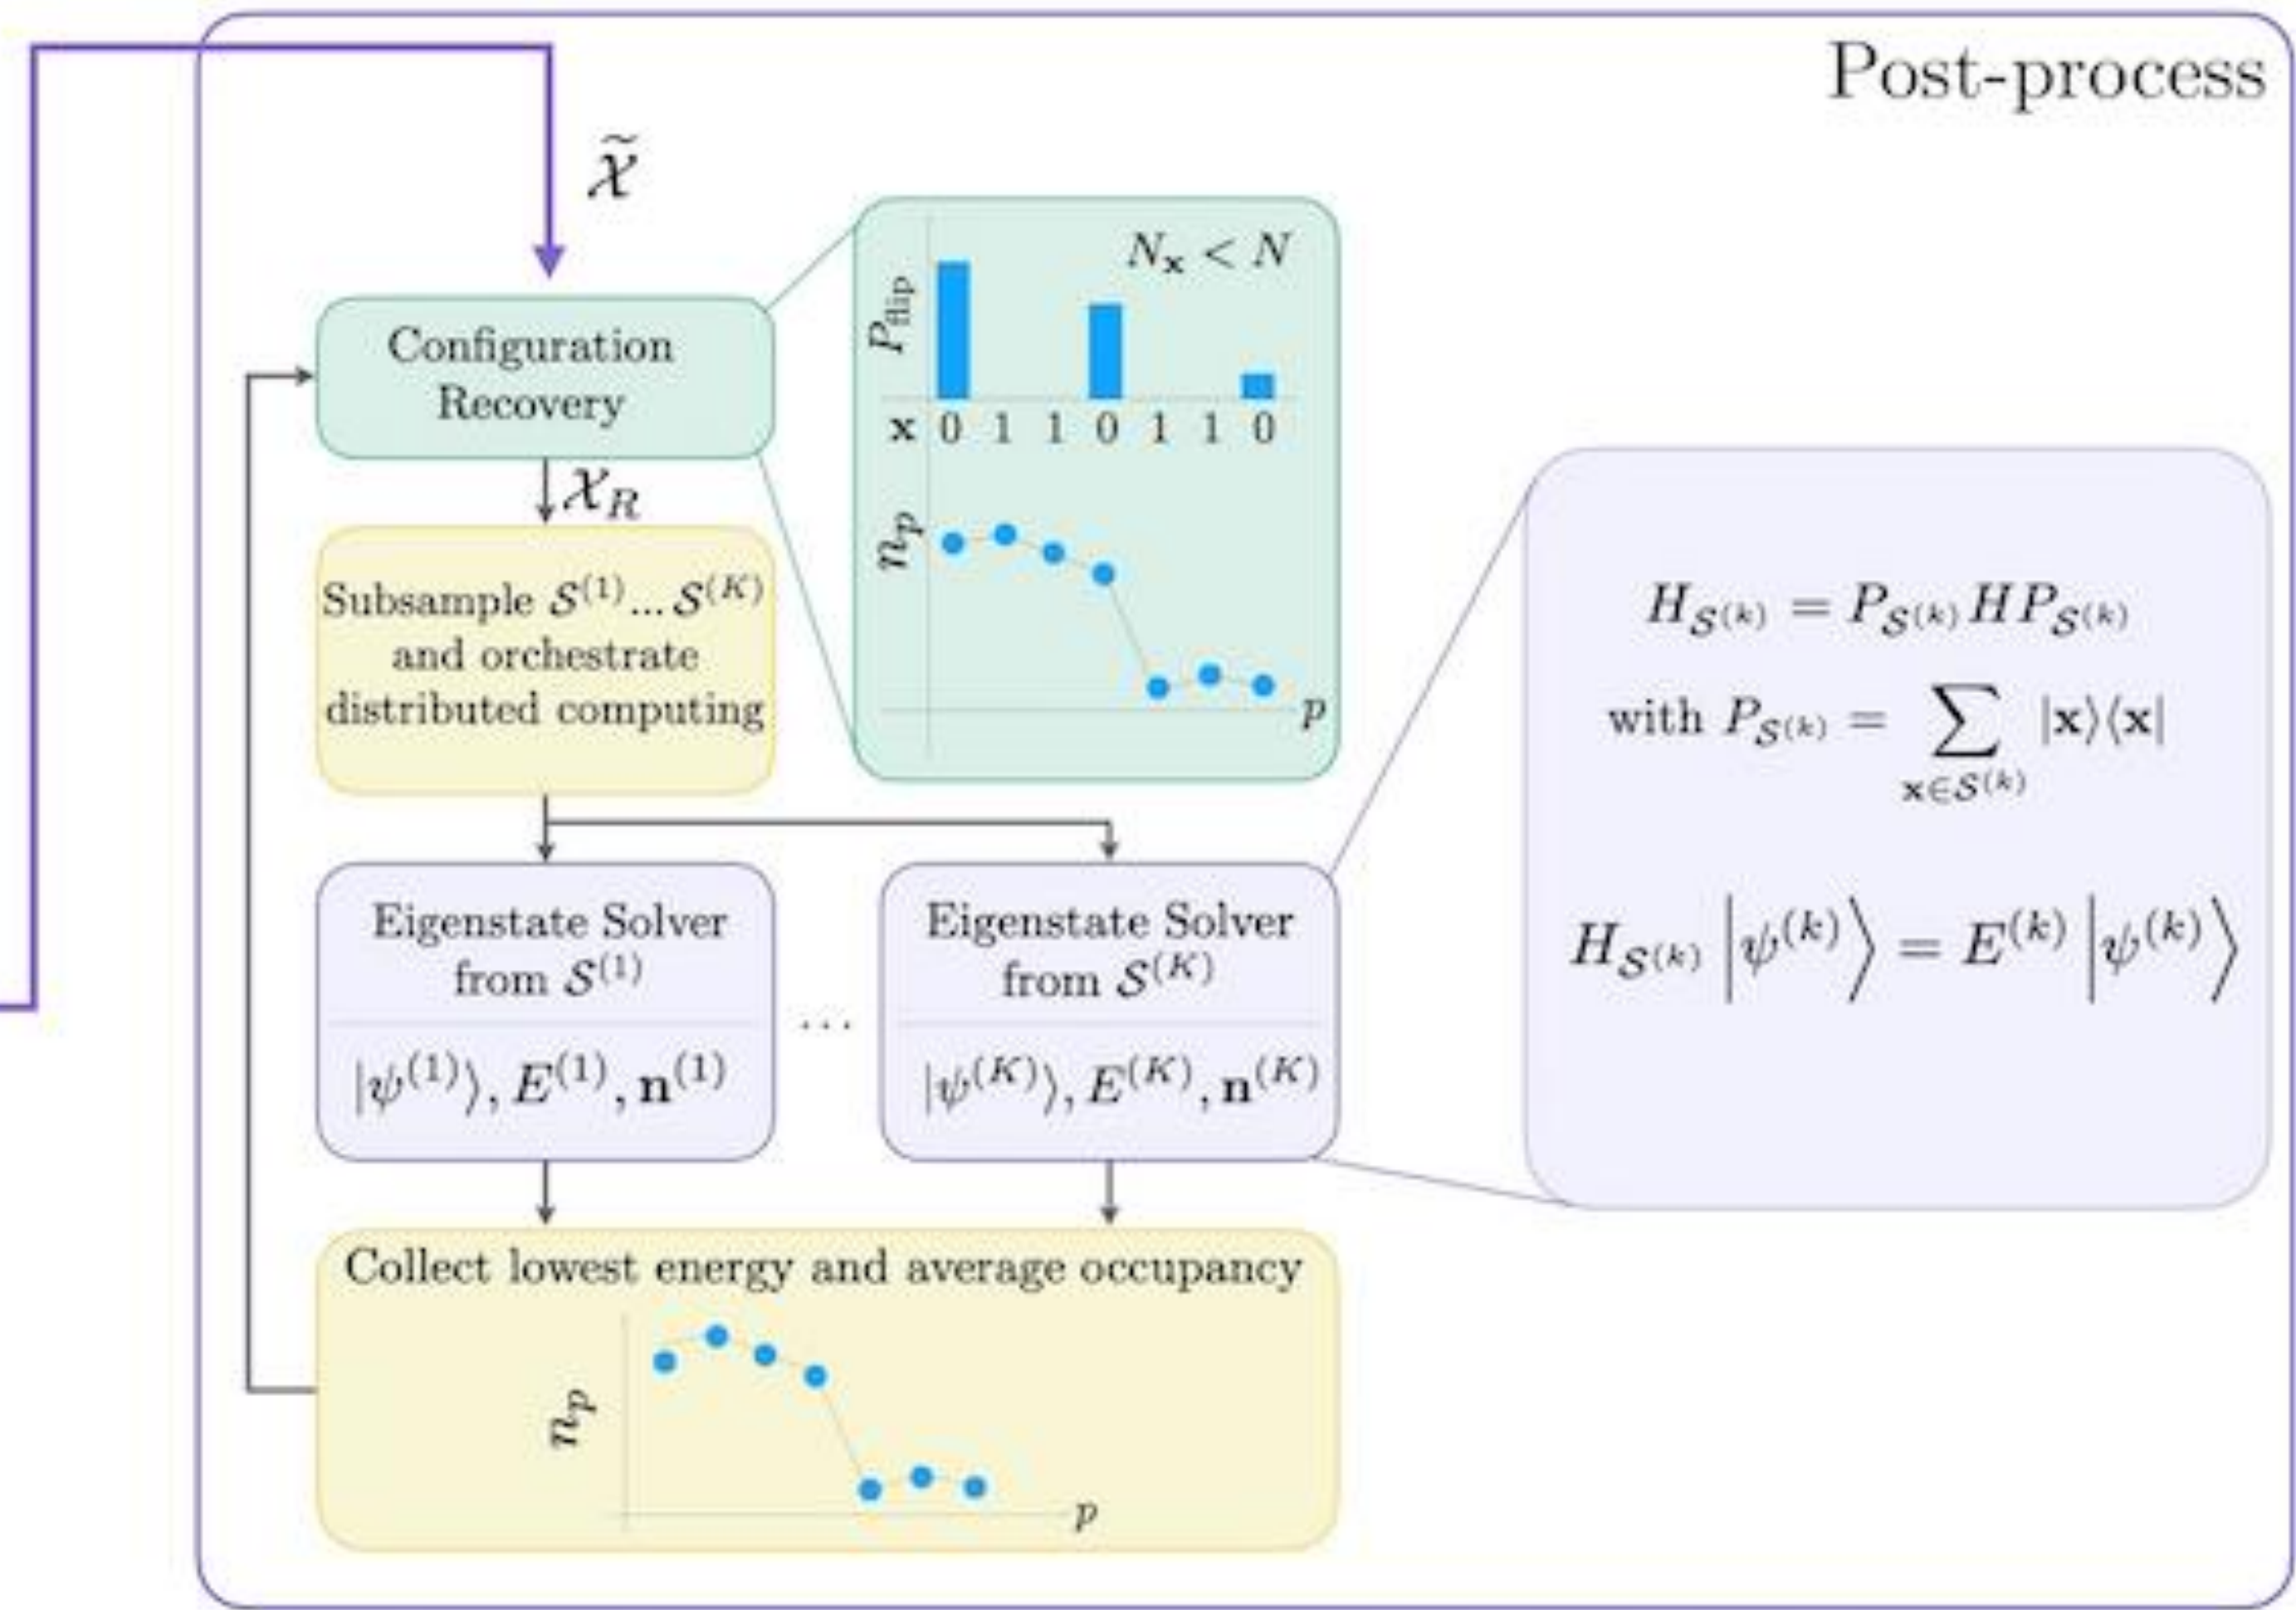 Post-process
𝒳̃
Configuration
Recovery
N_𝐱 < N
P_flip
𝐱 0 1 1 0 1 1 0
n_p
p
𝒳_R
Subsample 𝒮^(1)...𝒮^(K)
and orchestrate
distributed computing
Eigenstate Solver
from 𝒮^(1)
|ψ^(1)⟩, E^(1), 𝐧^(1)
...
Eigenstate Solver
from 𝒮^(K)
|ψ^(K)⟩, E^(K), 𝐧^(K)
H_𝒮^(k) = P_𝒮^(k) H P_𝒮^(k)
with P_𝒮^(k) = ∑_{𝐱∈𝒮^(k)} |𝐱⟩⟨𝐱|
H_𝒮^(k) |ψ^(k)⟩ = E^(k) |ψ^(k)⟩
Collect lowest energy and average occupancy
n_p
p